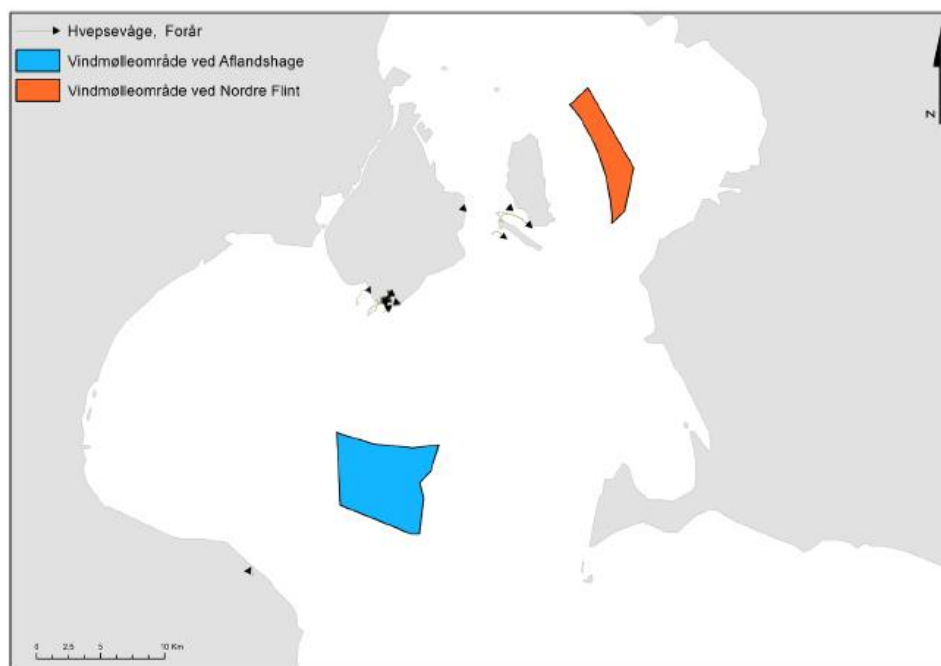 Hvepsevåge, Forår
Vindmølleområde ved Aflandshage
Vindmølleområde ved Nordre Flint
N
0 2.5 5 10 Km